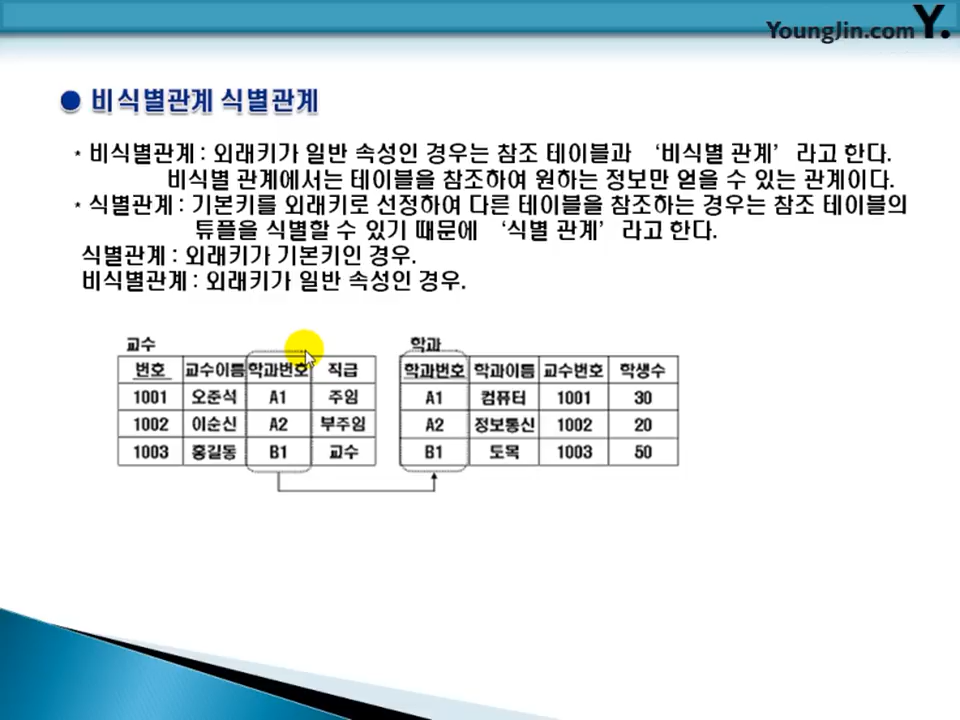 YoungJin.com Y.
● 비식별관계 식별관계
* 비식별관계 : 외래키가 일반 속성인 경우는 참조 테이블과 ‘비식별 관계’ 라고 한다.
비식별 관계에서는 테이블을 참조하여 원하는 정보만 얻을 수 있는 관계이다.
* 식별관계 : 기본키를 외래키로 선정하여 다른 테이블을 참조하는 경우는 참조 테이블의
튜플을 식별할 수 있기 때문에 ‘식별 관계’ 라고 한다.
식별관계 : 외래키가 기본키인 경우.
비식별관계 : 외래키가 일반 속성인 경우.
교수
번호 교수이름 학과번호 직급
1001 오준석 A1 주임
1002 이순신 A2 부주임
1003 홍길동 B1 교수
학과
학과번호 학과이름 교수번호 학생수
A1 컴퓨터 1001 30
A2 정보통신 1002 20
B1 토목 1003 50